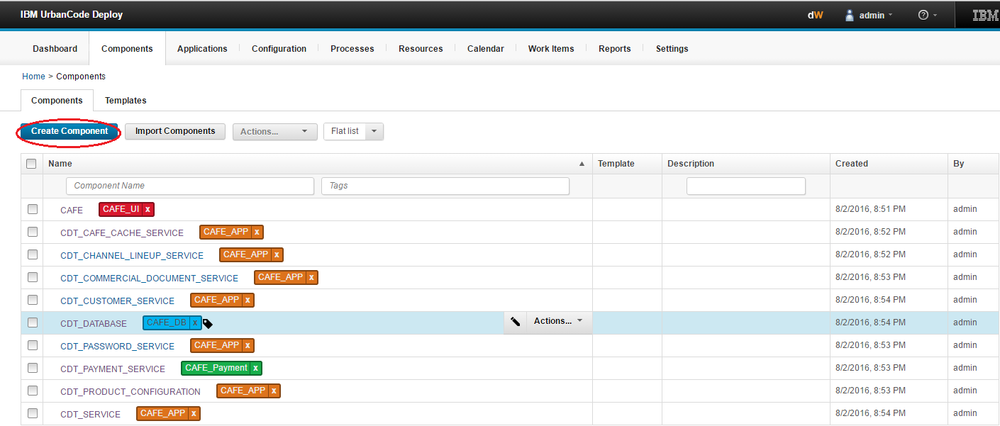 IBM UrbanCode Deploy dW admin ? IBM
Dashboard Components Applications Configuration Processes Resources Calendar Work Items Reports Settings
Home > Components
Components Templates
Create Component Import Components Actions... Flat list
Name Template Description Created By
Component Name Tags
CAFE CAFE_UI x 8/2/2016, 8:51 PM admin
CDT_CAFE_CACHE_SERVICE CAFE_APP x 8/2/2016, 8:52 PM admin
CDT_CHANNEL_LINEUP_SERVICE CAFE_APP x 8/2/2016, 8:52 PM admin
CDT_COMMERCIAL_DOCUMENT_SERVICE CAFE_APP x 8/2/2016, 8:53 PM admin
CDT_CUSTOMER_SERVICE CAFE_APP x 8/2/2016, 8:54 PM admin
CDT_DATABASE CAFE_DB x Actions... 8/2/2016, 8:54 PM admin
CDT_PASSWORD_SERVICE CAFE_APP x 8/2/2016, 8:53 PM admin
CDT_PAYMENT_SERVICE CAFE_Payment x 8/2/2016, 8:53 PM admin
CDT_PRODUCT_CONFIGURATION CAFE_APP x 8/2/2016, 8:53 PM admin
CDT_SERVICE CAFE_APP x 8/2/2016, 8:54 PM admin